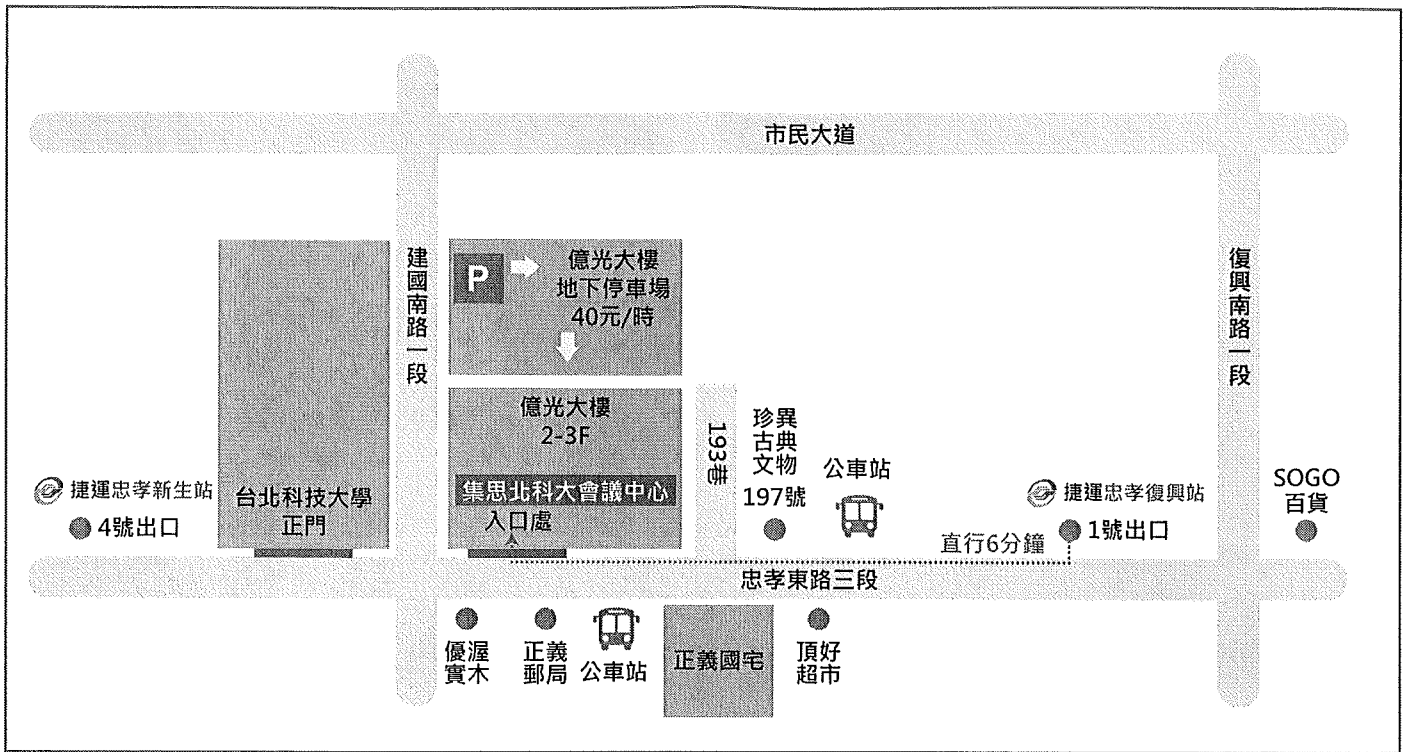 市民大道
建國南路一段
復興南路一段
P
億光大樓
地下停車場
40元/時
億光大樓
2-3F
集思北科大會議中心
入口處
193巷
珍異
古典
文物
197號
公車站
捷運忠孝新生站
4號出口
台北科技大學
正門
捷運忠孝復興站
1號出口
直行6分鐘
SOGO
百貨
忠孝東路三段
優渥
實木
正義
郵局
公車站
正義國宅
頂好
超市